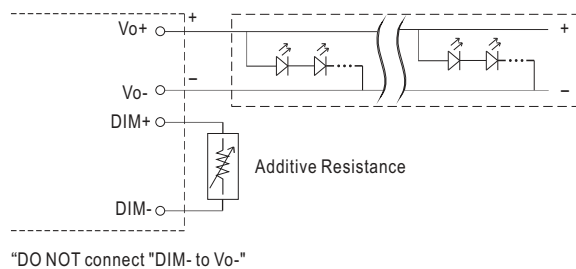 +
Vo+
+
−
Vo-
−
DIM+
Additive Resistance
DIM-
“DO NOT connect "DIM- to Vo-"